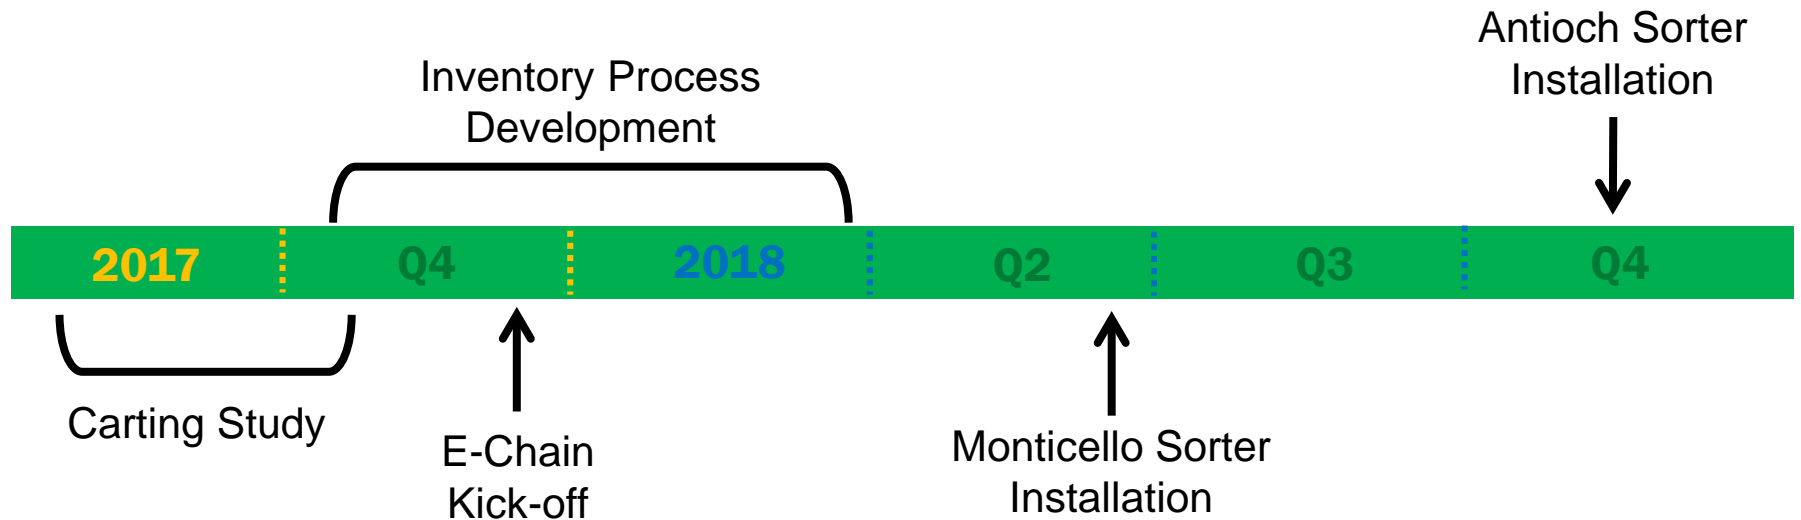 Antioch Sorter
Installation
Inventory Process
Development
2017 Q4 2018 Q2 Q3 Q4
Carting Study
E-Chain
Kick-off
Monticello Sorter
Installation